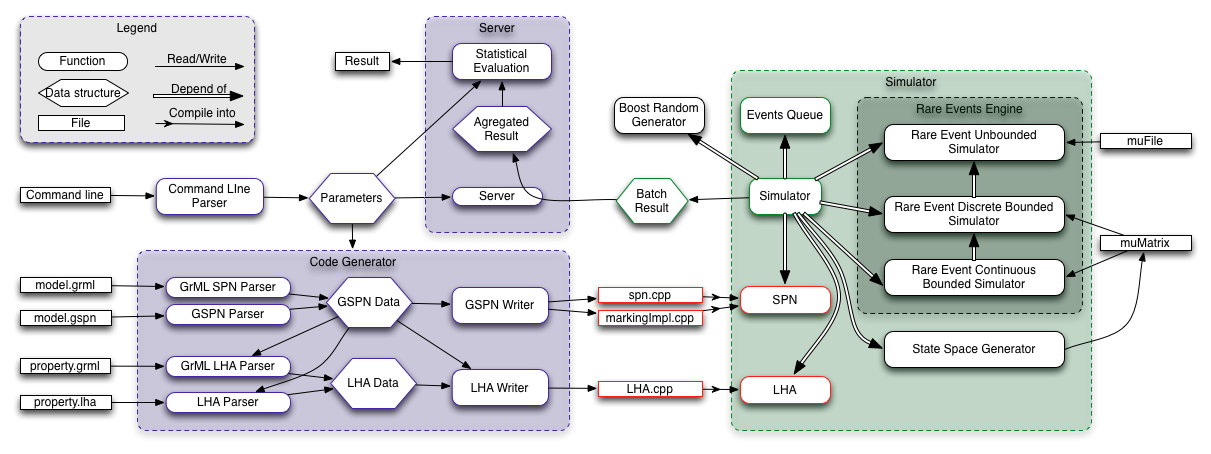 Legend
Function
Read/Write
Data structure
Depend of
Compile into
File
Server
Statistical
Evaluation
Result
Agregated
Result
Server
Command line
Command LIne
Parser
Parameters
Batch
Result
Boost Random
Generator
Simulator
Events Queue
Simulator
Rare Events Engine
Rare Event Unbounded
Simulator
Rare Event Discrete Bounded
Simulator
Rare Event Continuous
Bounded Simulator
muFile
muMatrix
State Space Generator
SPN
LHA
Code Generator
model.grml
GrML SPN Parser
model.gspn
GSPN Parser
GSPN Data
GSPN Writer
spn.cpp
markingImpl.cpp
property.grml
GrML LHA Parser
property.lha
LHA Parser
LHA Data
LHA Writer
LHA.cpp